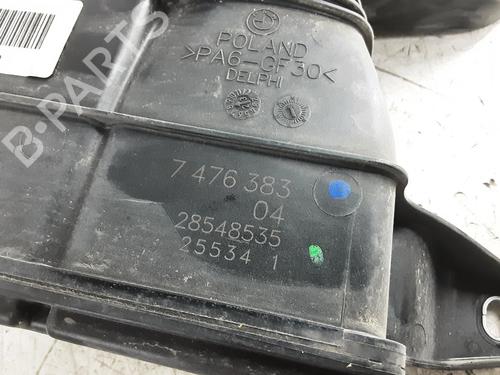 POLAND
>PA6-GF30<
DELPHI
7 476 383
04
28548535
25534 1
B-PARTS